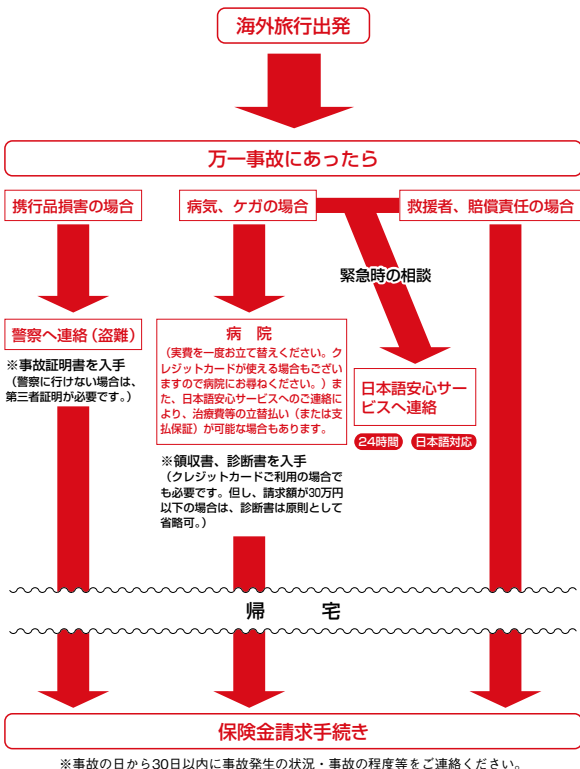 海外旅行出発
万一事故にあったら
携行品損害の場合
病気、ケガの場合
救援者、賠償責任の場合
緊急時の相談
警察へ連絡（盗難）
※事故証明書を入手
（警察に行けない場合は、
第三者証明が必要です。）
病　院
（実費を一度お立て替えください。ク
レジットカードが使える場合もござい
ますので病院にお尋ねください。）ま
た、日本語安心サービスへのご連絡に
より、治療費等の立替払い（または支
払保証）が可能な場合もあります。
※領収書、診断書を入手
（クレジットカードご利用の場合で
も必要です。但し、請求額が30万円
以下の場合は、診断書は原則として
省略可。）
日本語安心サー
ビスへ連絡
24時間　日本語対応
帰　宅
保険金請求手続き
※事故の日から30日以内に事故発生の状況・事故の程度等をご連絡ください。